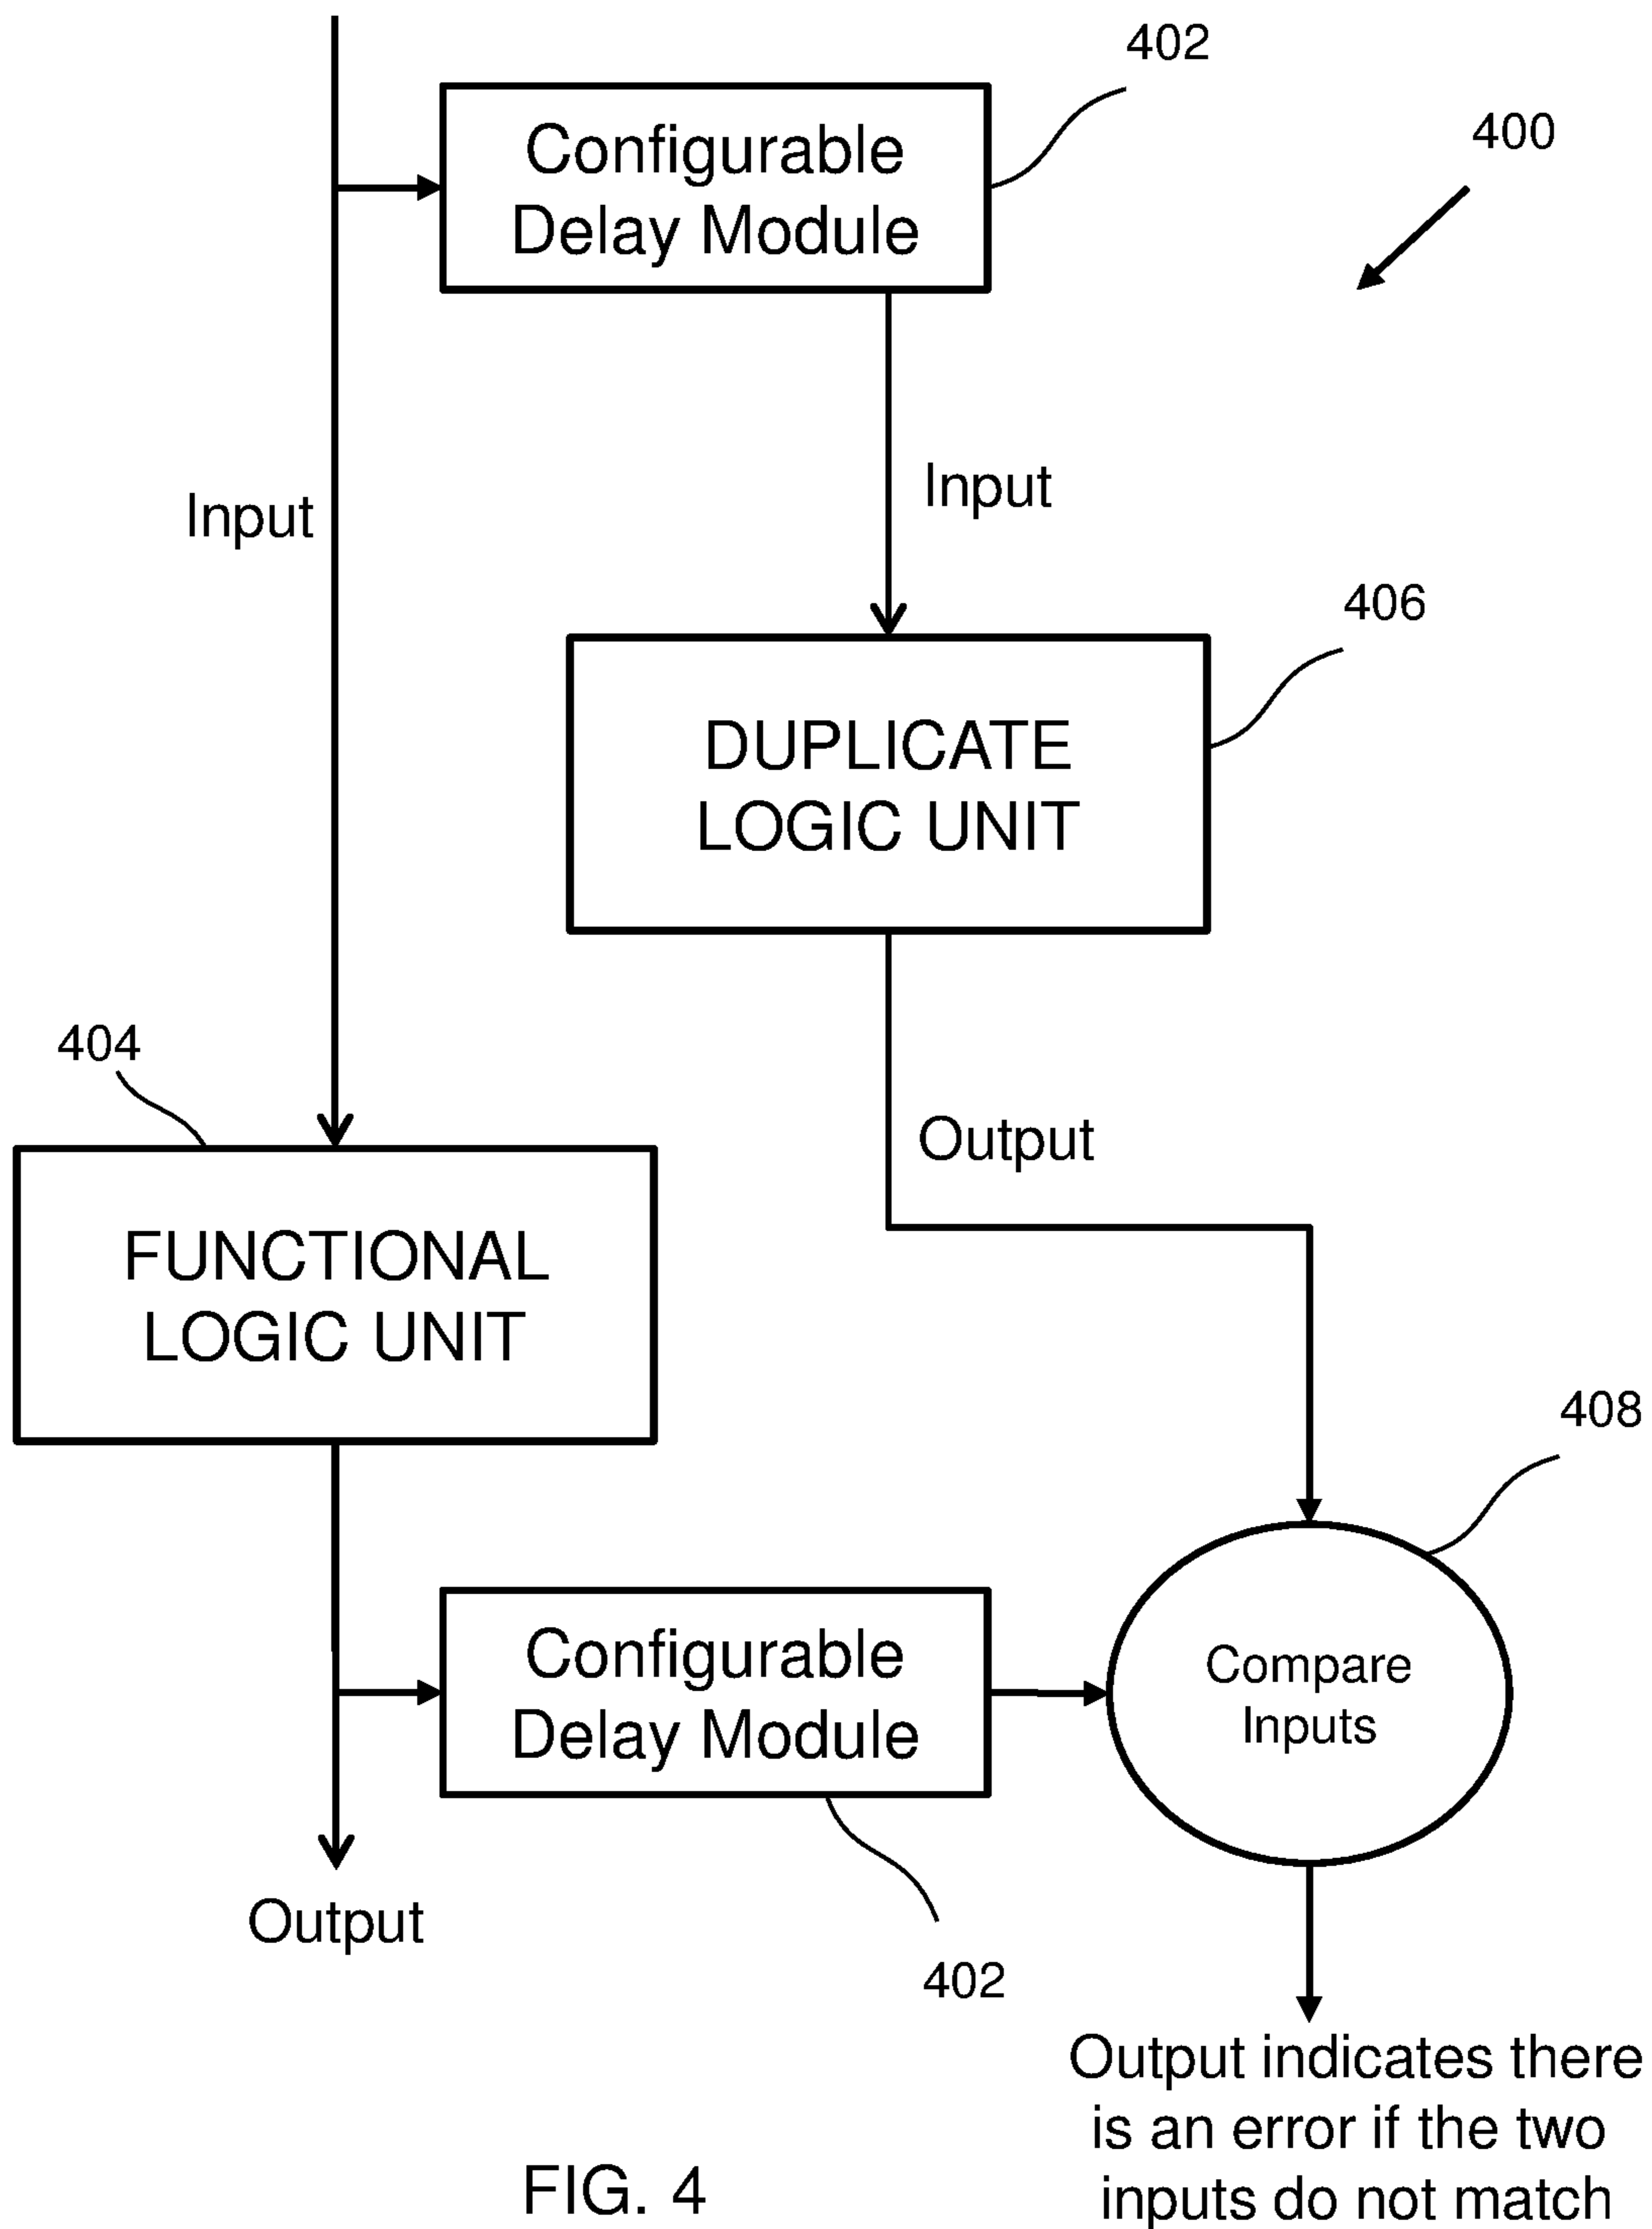 402
Configurable
Delay Module
400
Input
Input
406
DUPLICATE
LOGIC UNIT
404
Output
FUNCTIONAL
LOGIC UNIT
408
Configurable
Delay Module
Compare
Inputs
Output
402
Output indicates there
is an error if the two
inputs do not match
FIG. 4